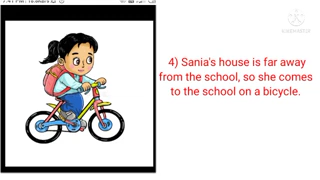 4) Sania's house is far away
from the school, so she comes
to the school on a bicycle.